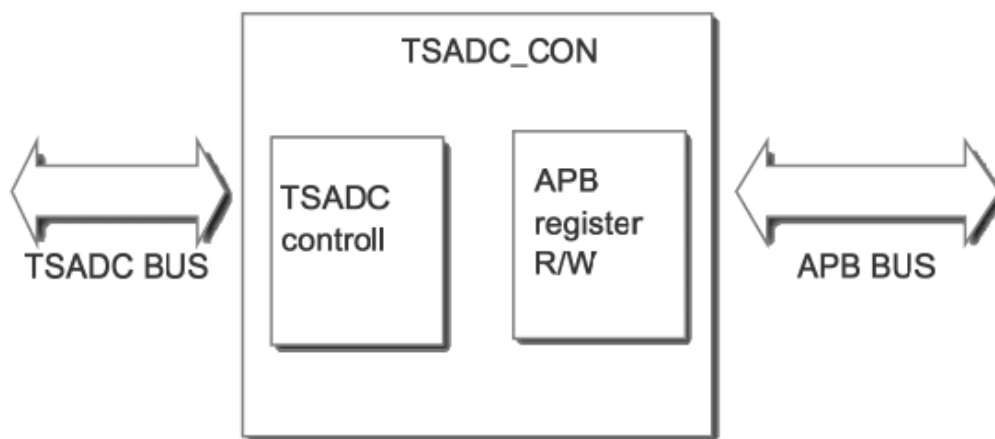 TSADC_CON
TSADC
controll
APB
register
R/W
TSADC BUS
APB BUS